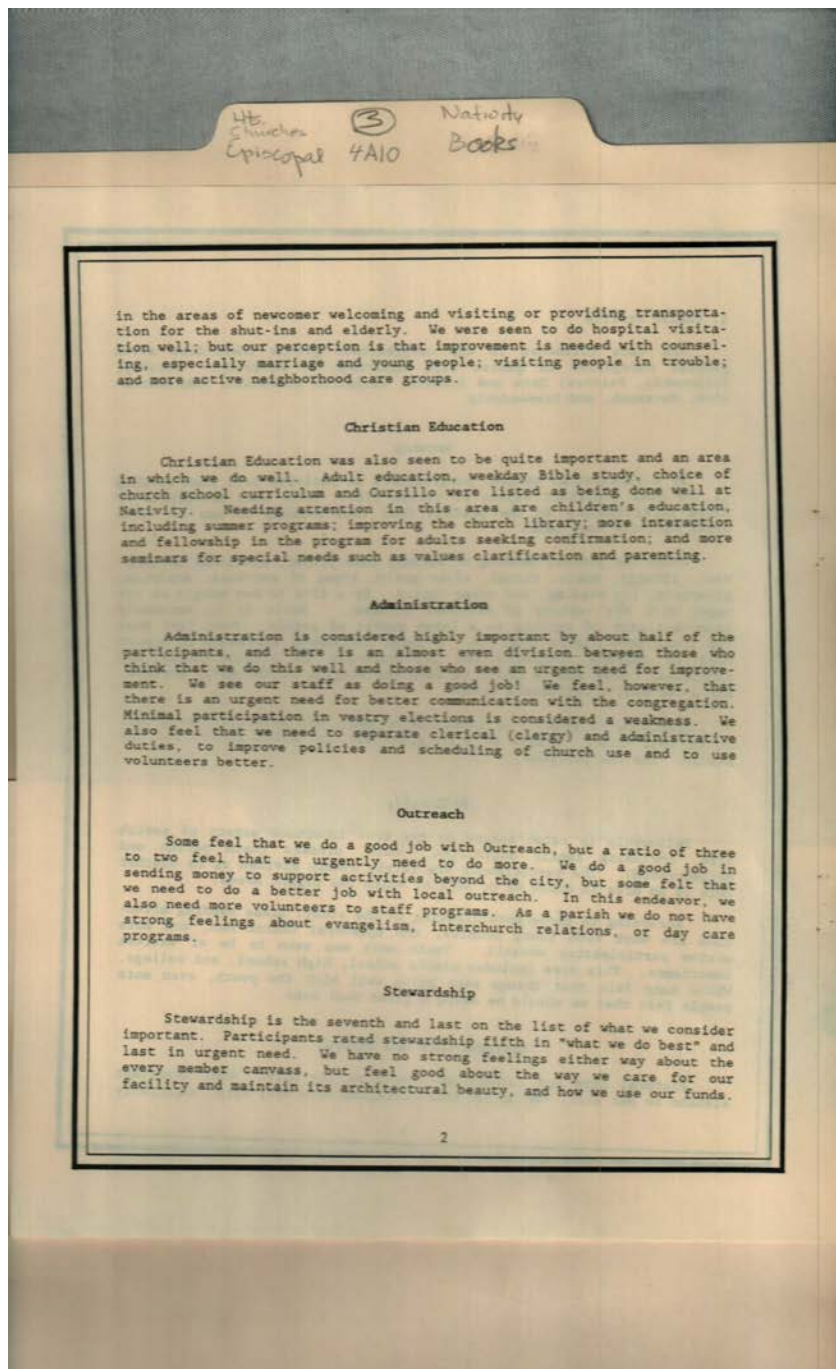 Hts. Churches Episcopal
③
4A10
Nativity
Books
in the areas of newcomer welcoming and visiting or providing transporta-
tion for the shut-ins and elderly. We were seen to do hospital visita-
tion well; but our perception is that improvement is needed with counsel-
ing, especially marriage and young people; visiting people in trouble;
and more active neighborhood care groups.
Christian Education
Christian Education was also seen to be quite important and an area
in which we do well. Adult education, weekday Bible study, choice of
church school curriculum and Cursillo were listed as being done well at
Nativity. Needing attention in this area are children's education,
including summer programs; improving the church library; more interaction
and fellowship in the program for adults seeking confirmation; and more
seminars for special needs such as values clarification and parenting.
Administration
Administration is considered highly important by about half of the
participants, and there is an almost even division between those who
think that we do this well and those who see an urgent need for improve-
ment. We see our staff as doing a good job! We feel, however, that
there is an urgent need for better communication with the congregation.
Minimal participation in vestry elections is considered a weakness. We
also feel that we need to separate clerical (clergy) and administrative
duties, to improve policies and scheduling of church use and to use
volunteers better.
Outreach
Some feel that we do a good job with Outreach, but a ratio of three
to two feel that we urgently need to do more. We do a good job in
sending money to support activities beyond the city, but some felt that
we need to do a better job with local outreach. In this endeavor, we
also need more volunteers to staff programs. As a parish we do not have
strong feelings about evangelism, interchurch relations, or day care
programs.
Stewardship
Stewardship is the seventh and last on the list of what we consider
important. Participants rated stewardship fifth in "what we do best" and
last in urgent need. We have no strong feelings either way about the
every member canvass, but feel good about the way we care for our
facility and maintain its architectural beauty, and how we use our funds.
2